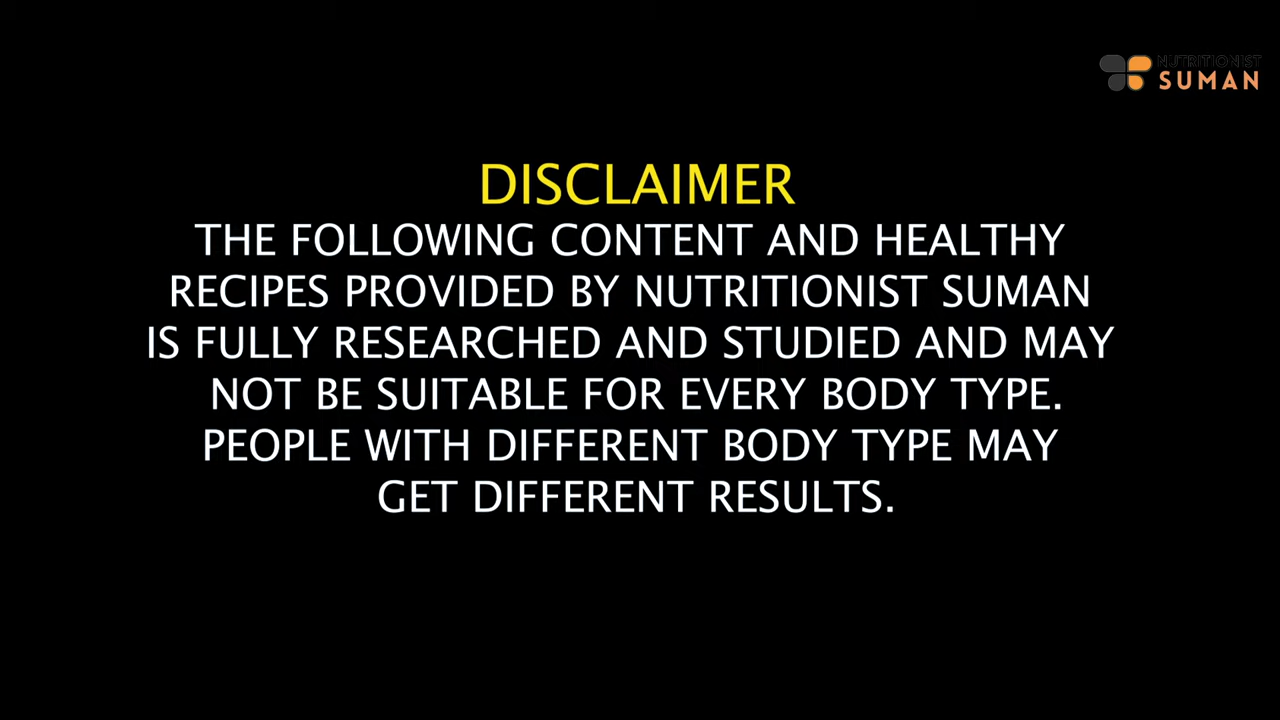 NUTRITIONIST
SUMAN
DISCLAIMER
THE FOLLOWING CONTENT AND HEALTHY
RECIPES PROVIDED BY NUTRITIONIST SUMAN
IS FULLY RESEARCHED AND STUDIED AND MAY
NOT BE SUITABLE FOR EVERY BODY TYPE.
PEOPLE WITH DIFFERENT BODY TYPE MAY
GET DIFFERENT RESULTS.